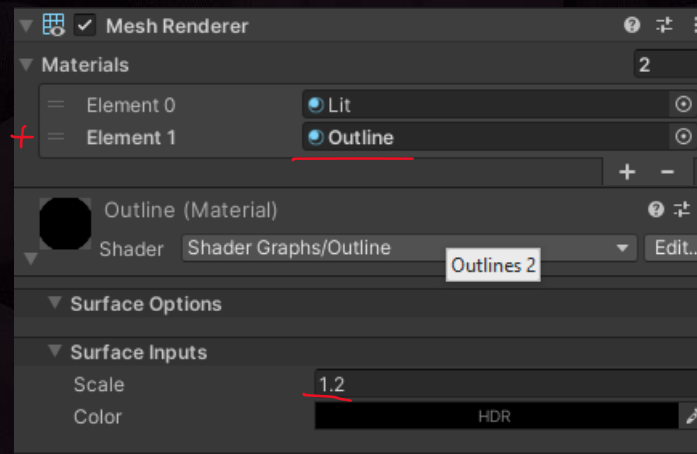 Mesh Renderer
Materials 2
Element 0 Lit
Element 1 Outline
+ −
Outline (Material)
Shader Shader Graphs/Outline Edit..
Outlines 2
Surface Options
Surface Inputs
Scale 1.2
Color HDR